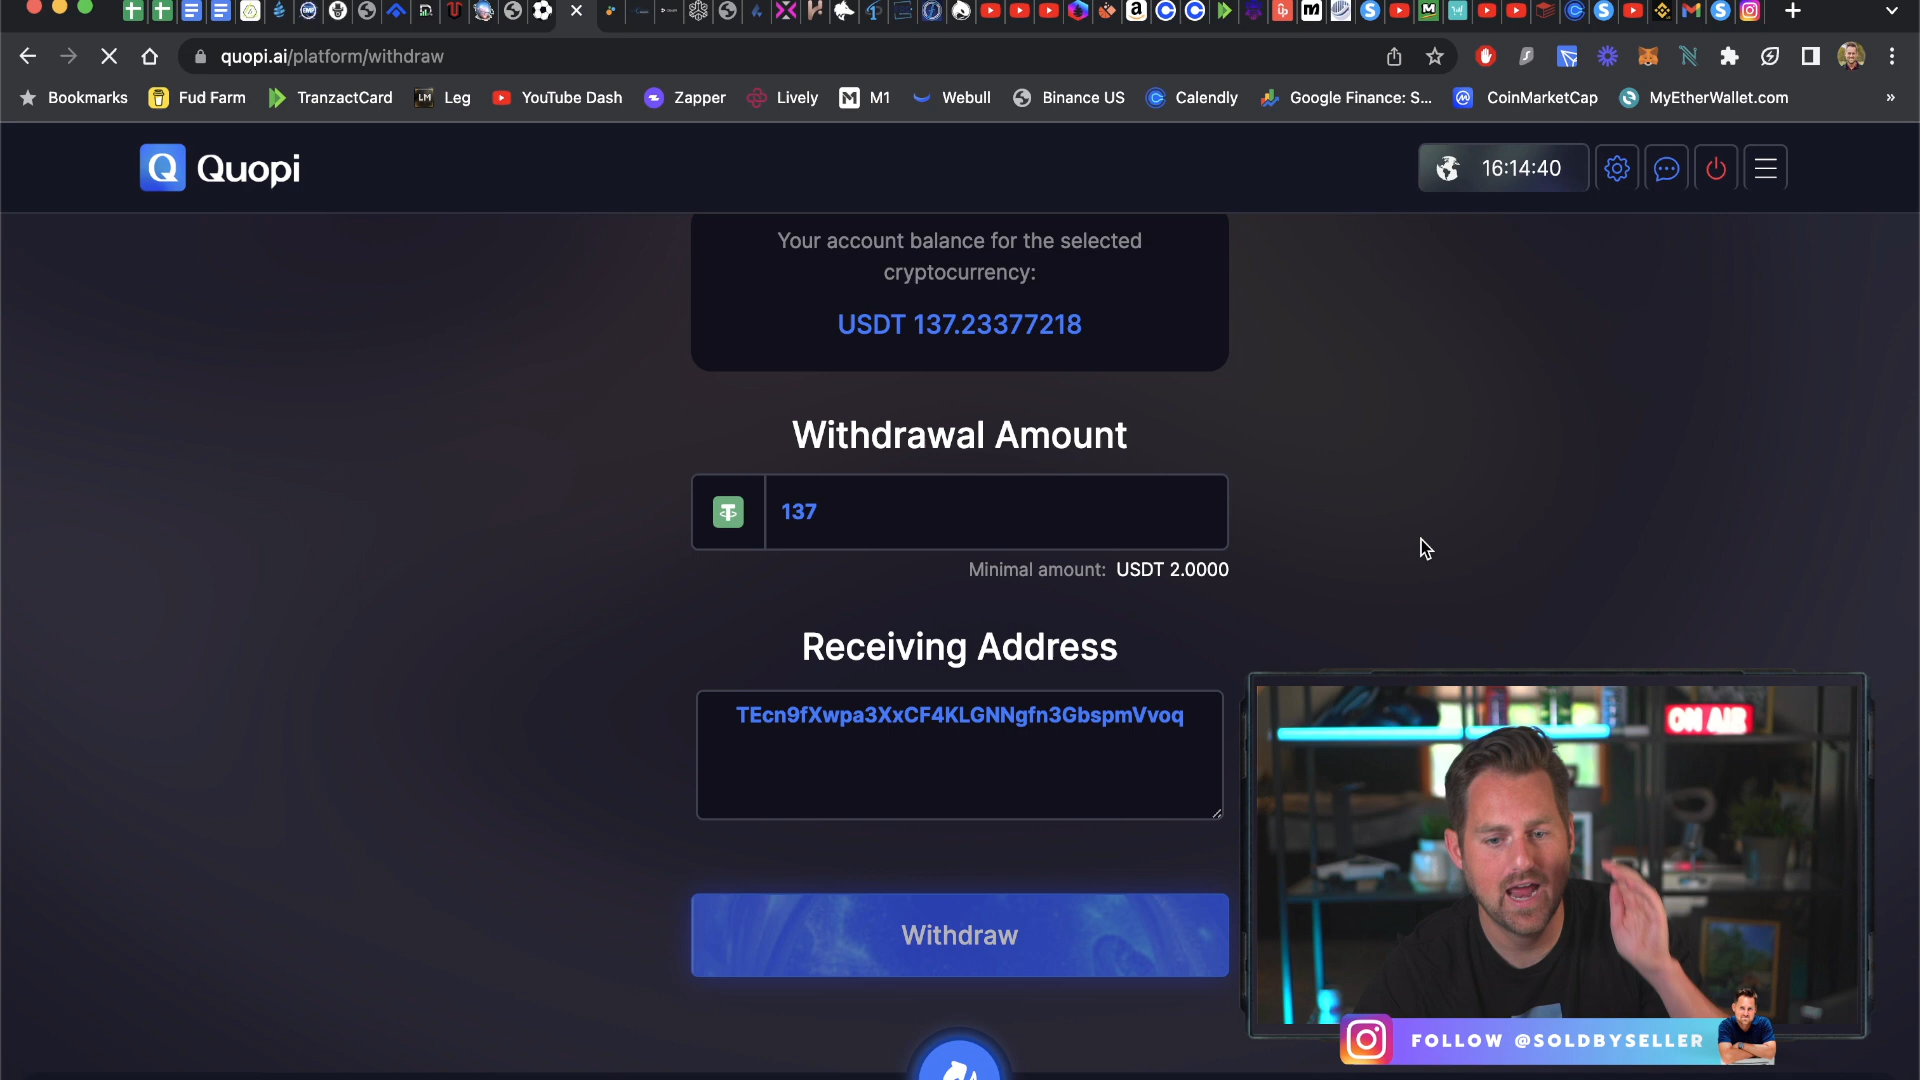 quopi.ai/platform/withdraw
Bookmarks Fud Farm TranzactCard LM Leg YouTube Dash Zapper Lively M1 Webull Binance US Calendly Google Finance: S... CoinMarketCap MyEtherWallet.com »
Q Quopi
16:14:40
Your account balance for the selected
cryptocurrency:
USDT 137.23377218
Withdrawal Amount
137
Minimal amount: USDT 2.0000
Receiving Address
TEcn9fXwpa3XxCF4KLGNNgfn3GbspmVvoq
Withdraw
ON AIR
FOLLOW @SOLDBYSELLER